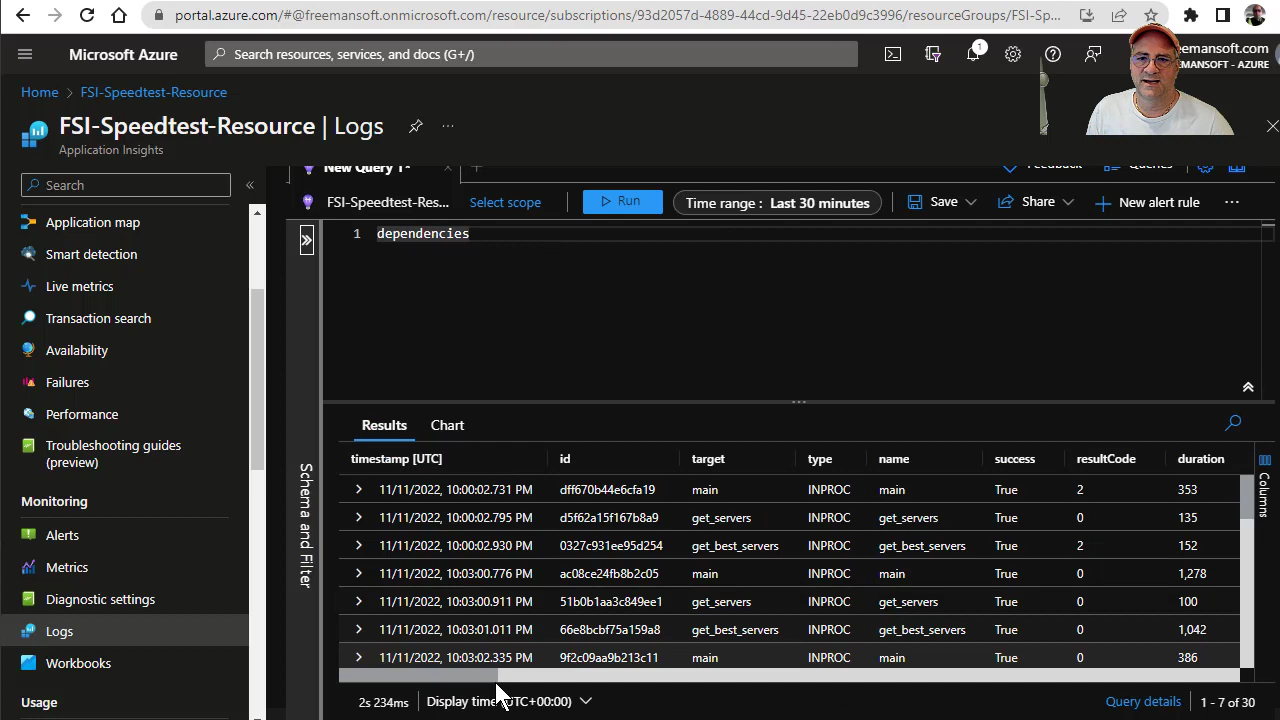 portal.azure.com/#@freemansoft.onmicrosoft.com/resource/subscriptions/93d2057d-4889-44cd-9d45-22eb0d9c3996/resourceGroups/FSI-Sp...
Microsoft Azure
Search resources, services, and docs (G+/)
1
eemansoft.com
EMANSOFT - AZURE
Home > FSI-Speedtest-Resource
FSI-Speedtest-Resource | Logs
Application Insights
Search
Application map
Smart detection
Live metrics
Transaction search
Availability
Failures
Performance
Troubleshooting guides
(preview)
Monitoring
Alerts
Metrics
Diagnostic settings
Logs
Workbooks
Usage
New Query 1*
Feedback
Queries
FSI-Speedtest-Res...
Select scope
Run
Time range : Last 30 minutes
Save
Share
New alert rule
1 dependencies
Schema and Filter
Results Chart
timestamp [UTC] id target type name success resultCode duration
11/11/2022, 10:00:02.731 PM dff670b44e6cfa19 main INPROC main True 2 353
11/11/2022, 10:00:02.795 PM d5f62a15f167b8a9 get_servers INPROC get_servers True 0 135
11/11/2022, 10:00:02.930 PM 0327c931ee95d254 get_best_servers INPROC get_best_servers True 2 152
11/11/2022, 10:03:00.776 PM ac08ce24fb8b2c05 main INPROC main True 0 1,278
11/11/2022, 10:03:00.911 PM 51b0b1aa3c849ee1 get_servers INPROC get_servers True 0 100
11/11/2022, 10:03:01.011 PM 66e8bcbf75a159a8 get_best_servers INPROC get_best_servers True 0 1,042
11/11/2022, 10:03:02.335 PM 9f2c09aa9b213c11 main INPROC main True 0 386
Columns
2s 234ms
Display time (UTC+00:00)
Query details
1 - 7 of 30